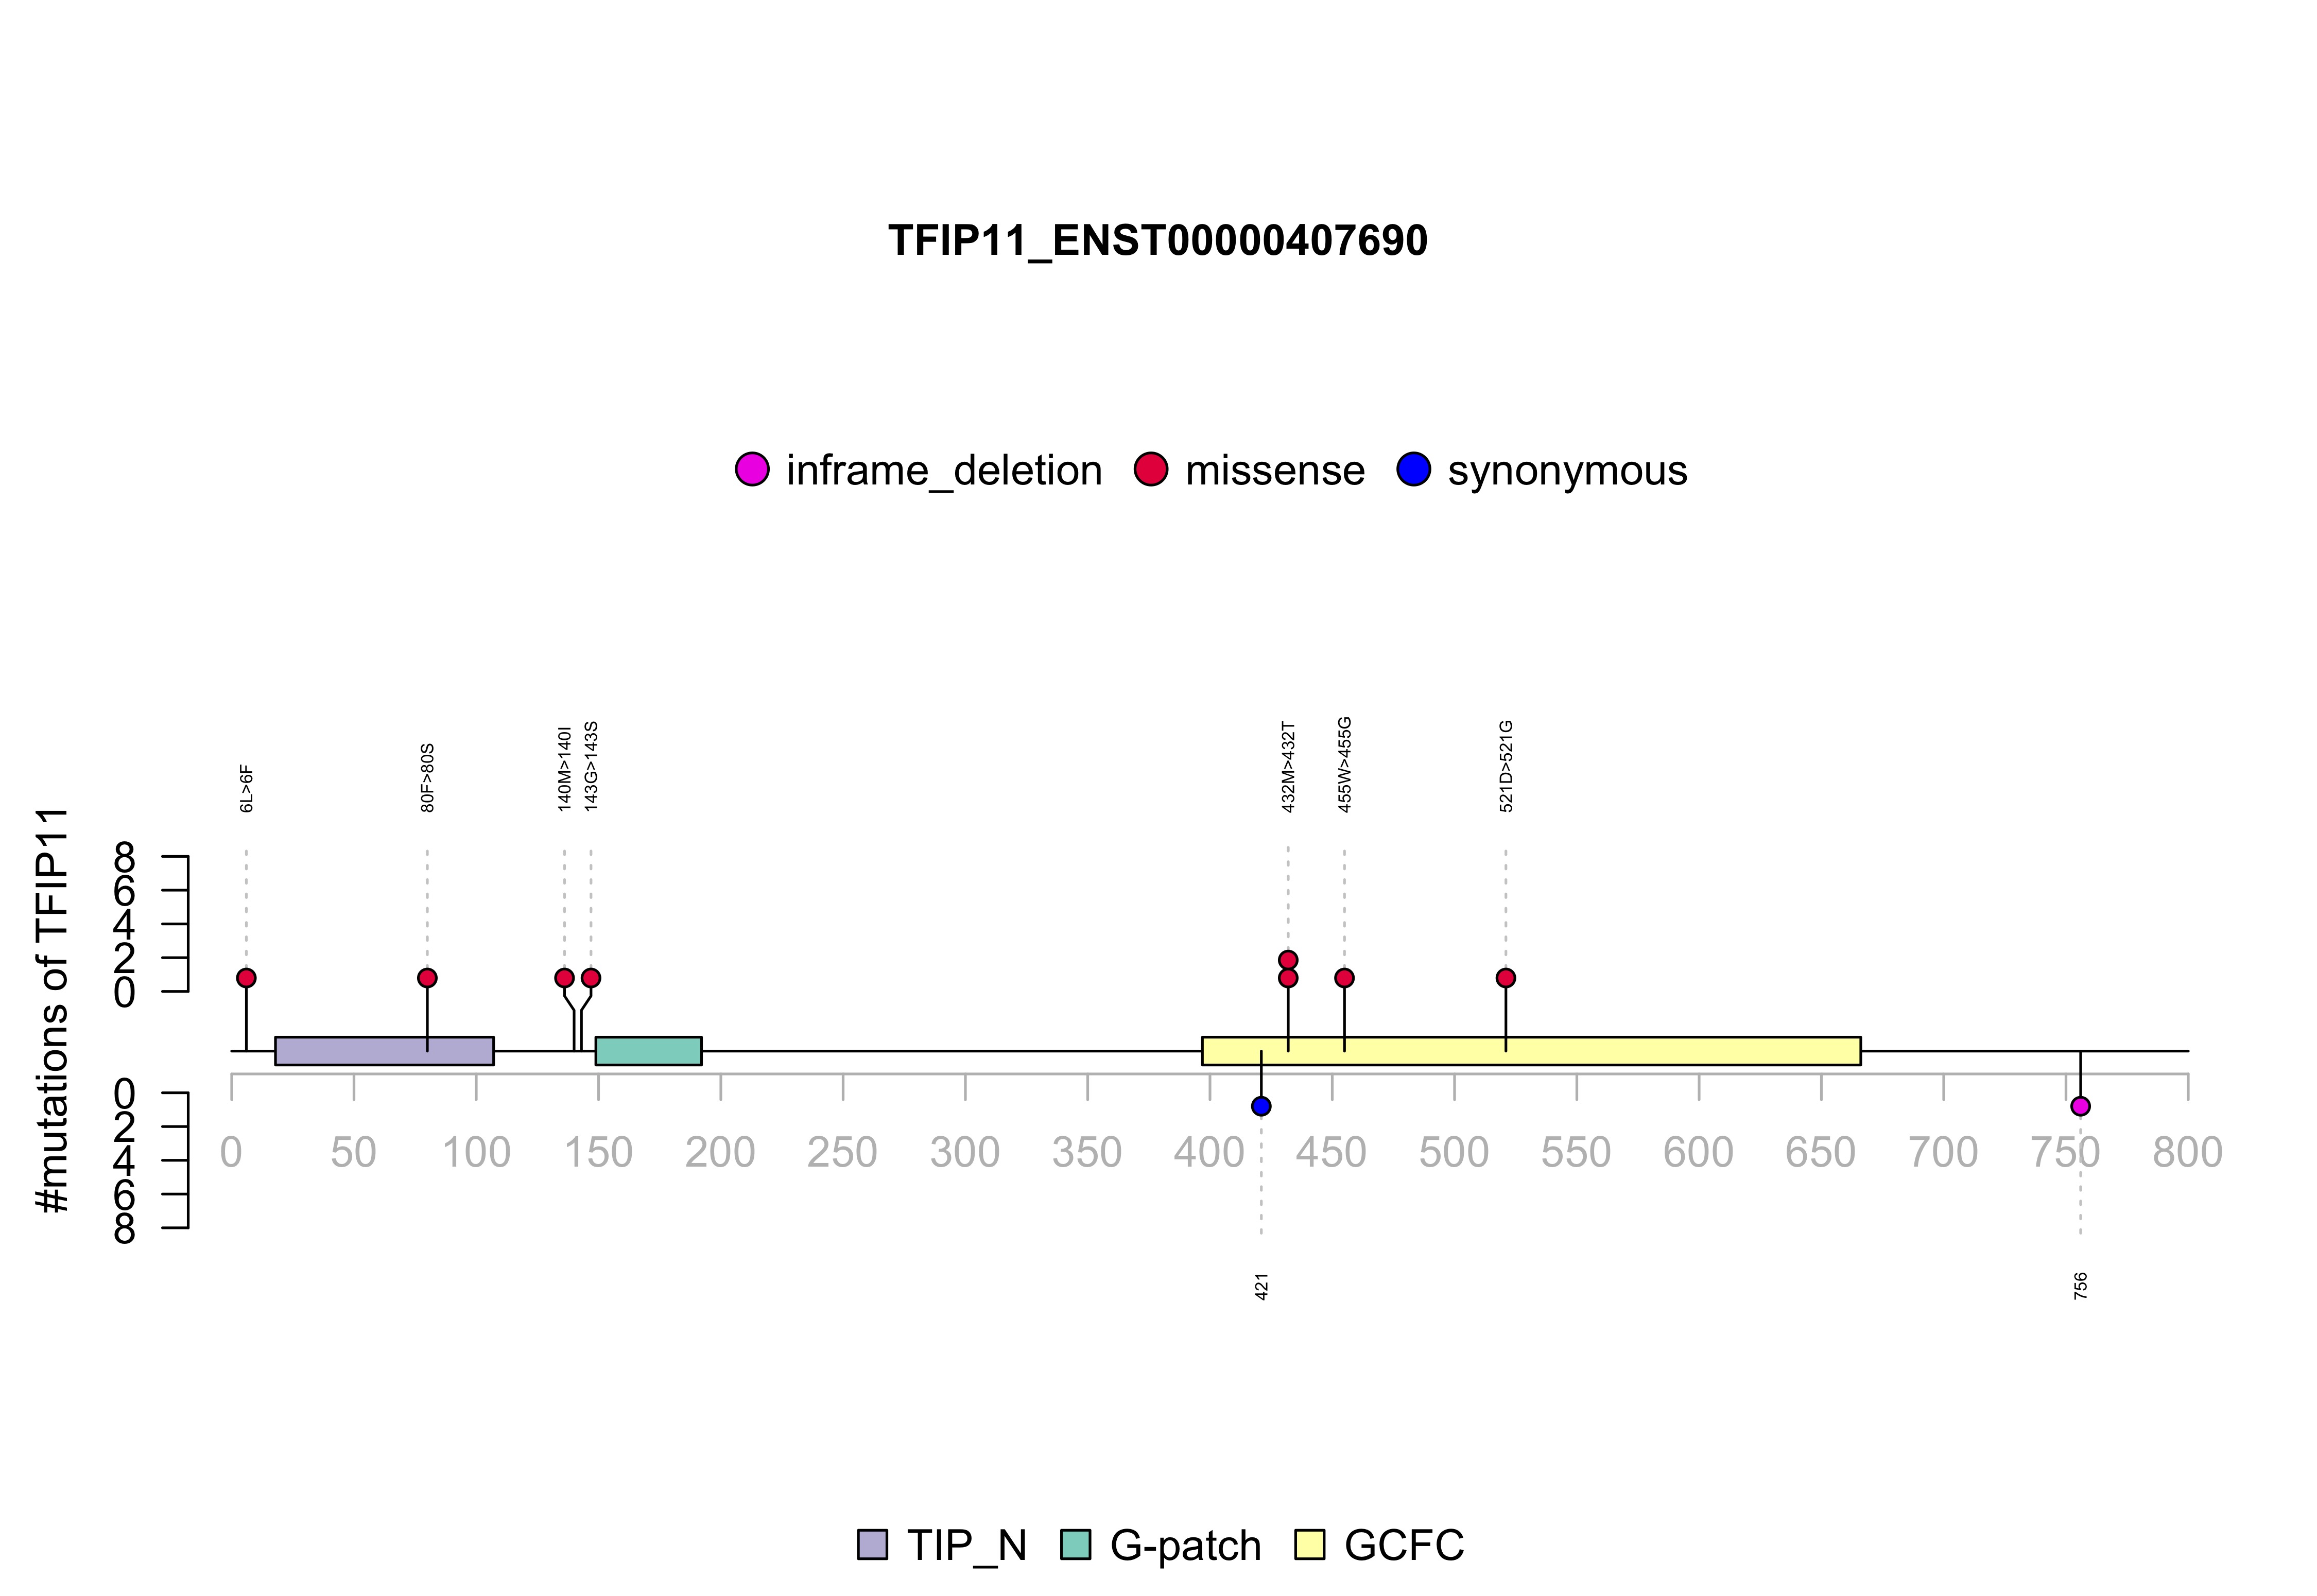 TFIP11_ENST00000407690
inframe_deletion missense synonymous
6L>6F
80F>80S
140M>140I
143G>143S
432M>432T
455W>455G
521D>521G
#mutations of TFIP11
8
6
4
2
0
0
2
4
6
8
0 50 100 150 200 250 300 350 400 450 500 550 600 650 700 750 800
421
756
TIP_N G-patch GCFC